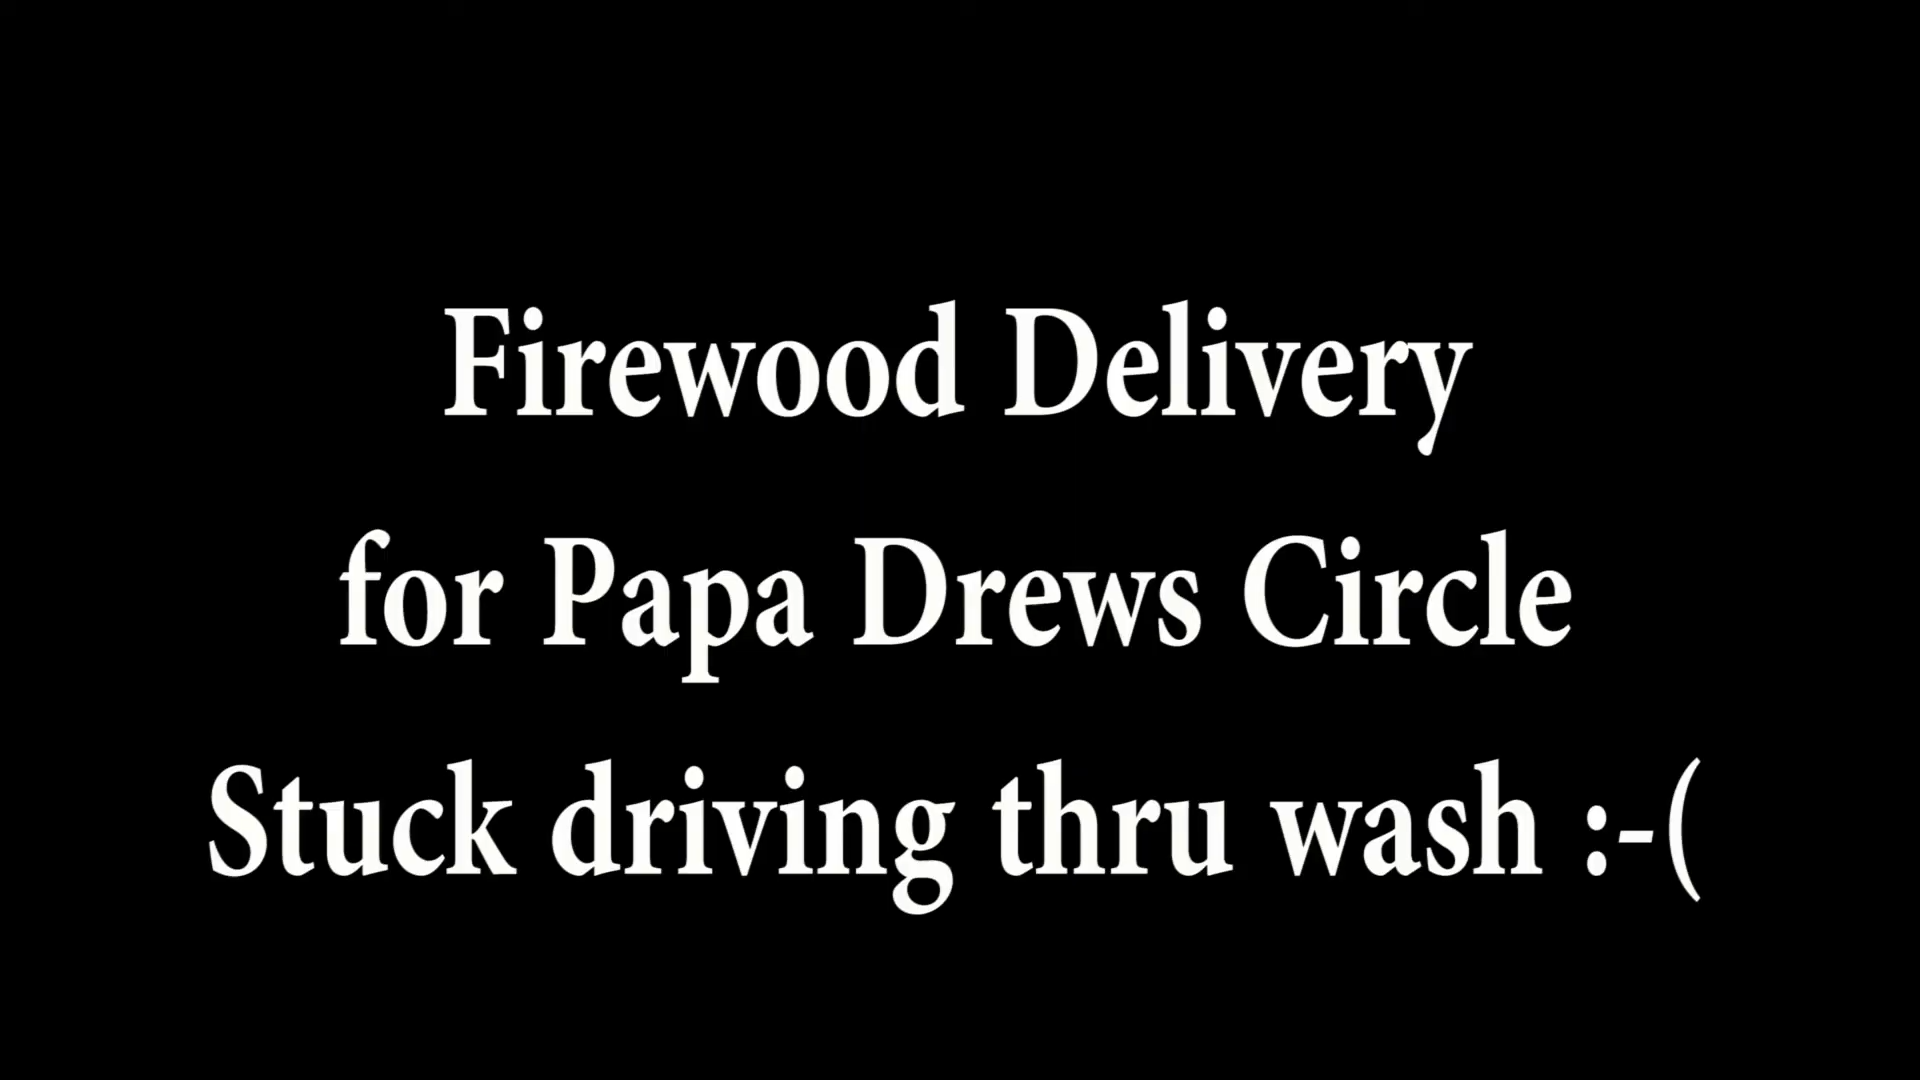 Firewood Delivery
for Papa Drews Circle
Stuck driving thru wash :-(